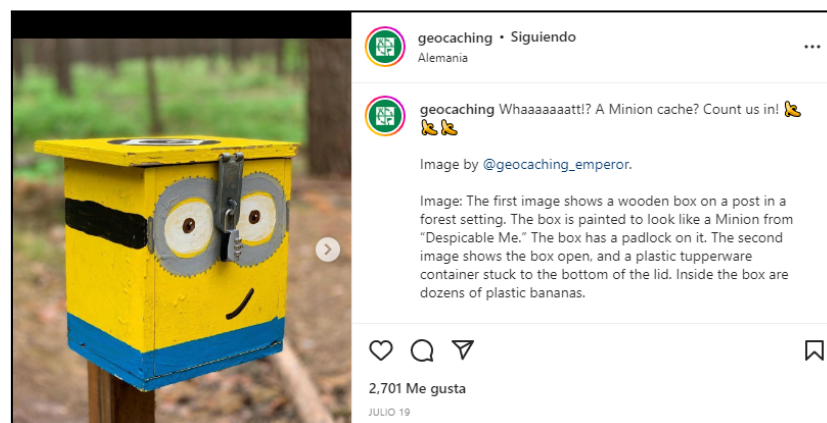 geocaching • Siguiendo
Alemania
geocaching Whaaaaaaatt!? A Minion cache? Count us in! 🍌
🍌🍌
Image by @geocaching_emperor.
Image: The first image shows a wooden box on a post in a
forest setting. The box is painted to look like a Minion from
“Despicable Me.” The box has a padlock on it. The second
image shows the box open, and a plastic tupperware
container stuck to the bottom of the lid. Inside the box are
dozens of plastic bananas.
2,701 Me gusta
JULIO 19